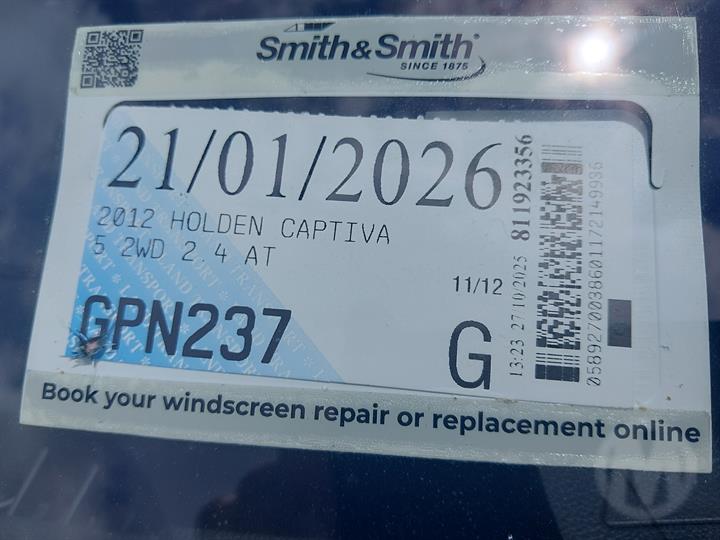 Smith&Smith®
SINCE 1875
21/01/2026
2012 HOLDEN CAPTIVA
5 2WD 2.4 AT
11/12
GPN237
G
811923356
13:23 27/10/2025
05892700386011721499S6
Book your windscreen repair or replacement online